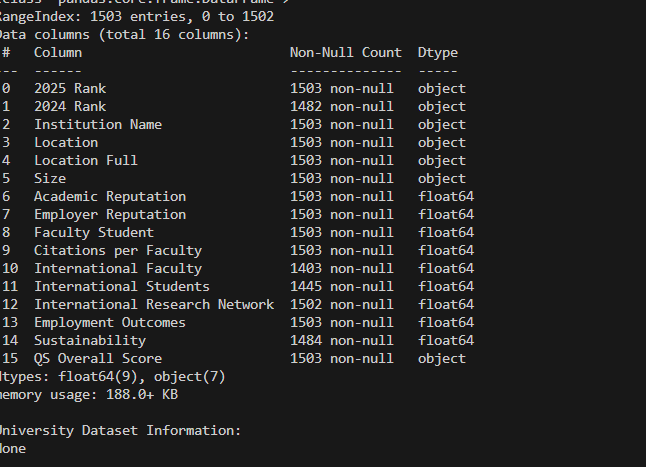 class 'pandas.core.frame.DataFrame'>
RangeIndex: 1503 entries, 0 to 1502
Data columns (total 16 columns):
 #   Column                         Non-Null Count  Dtype
---  ------                         --------------  -----
0   2025 Rank                      1503 non-null   object
1   2024 Rank                      1482 non-null   object
2   Institution Name               1503 non-null   object
3   Location                       1503 non-null   object
4   Location Full                  1503 non-null   object
5   Size                           1503 non-null   object
6   Academic Reputation            1503 non-null   float64
7   Employer Reputation            1503 non-null   float64
8   Faculty Student                1503 non-null   float64
9   Citations per Faculty          1503 non-null   float64
10  International Faculty          1403 non-null   float64
11  International Students         1445 non-null   float64
12  International Research Network 1502 non-null   float64
13  Employment Outcomes            1503 non-null   float64
14  Sustainability                 1484 non-null   float64
15  QS Overall Score               1503 non-null   object
dtypes: float64(9), object(7)
memory usage: 188.0+ KB

University Dataset Information:
None